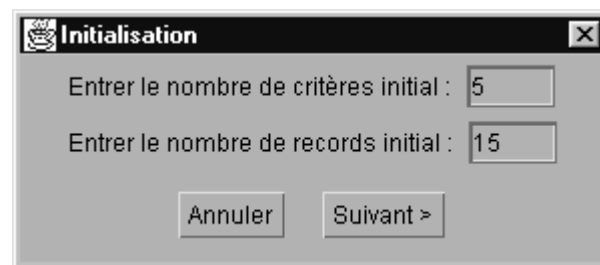 Initialisation
Entrer le nombre de critères initial : 5
Entrer le nombre de records initial : 15
Annuler Suivant >